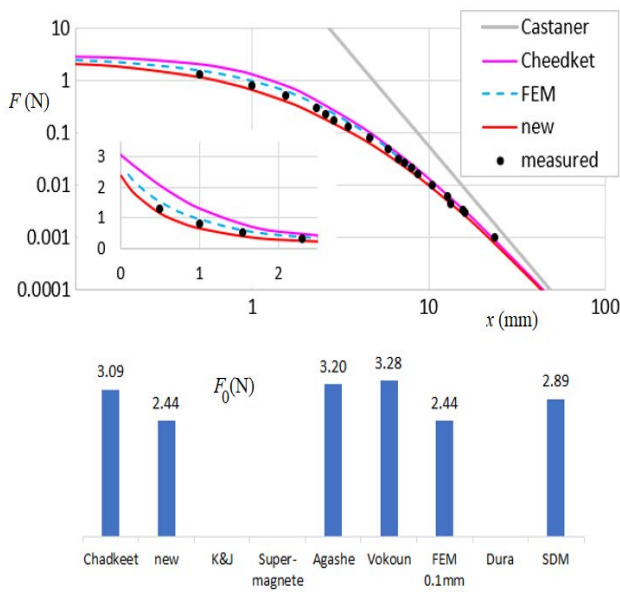 10
1
0.1
0.01
0.001
0.0001
F (N)
1
10
100
x (mm)
Castaner
Cheedket
FEM
new
measured
3
2
1
0
0
1
2
F0(N)
3.09
2.44
3.20
3.28
2.44
2.89
Chadkeet
new
K&J
Super-
magnete
Agashe
Vokoun
FEM
0.1mm
Dura
SDM